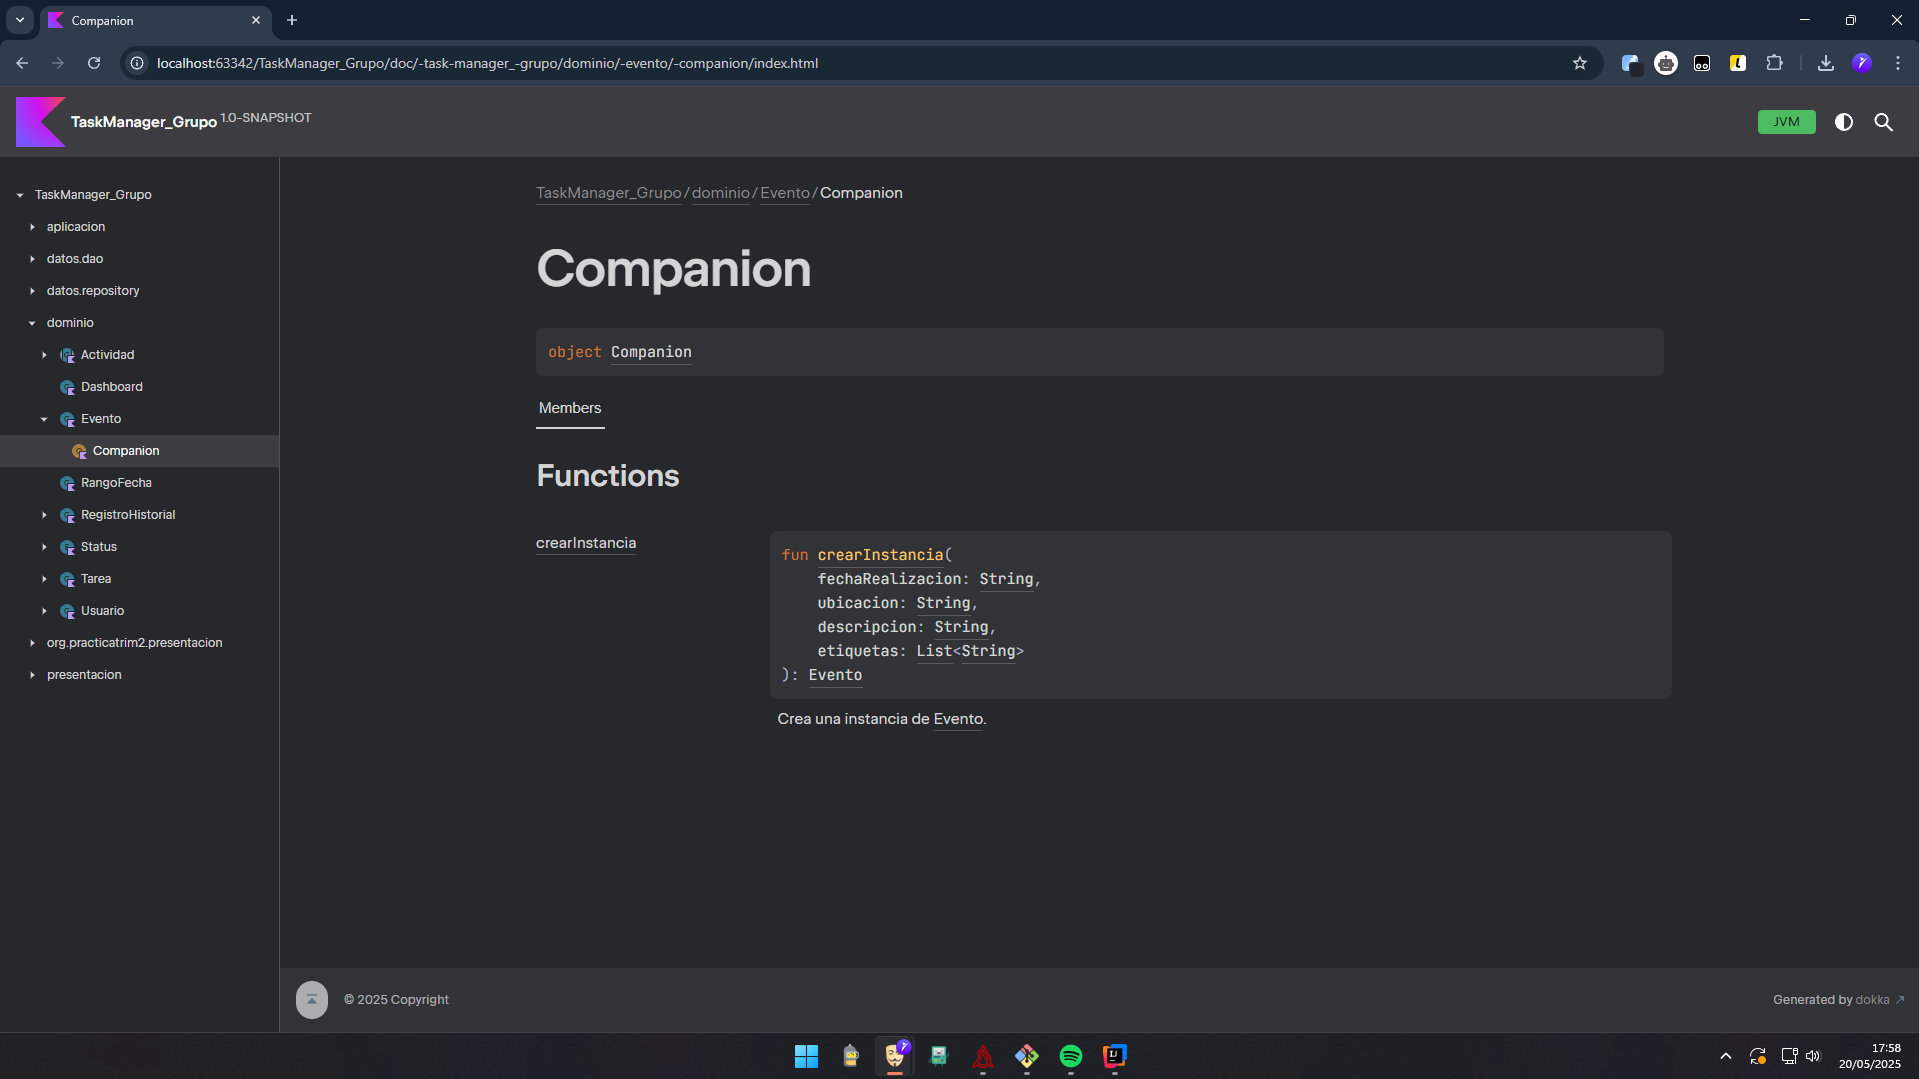 Companion
localhost:63342/TaskManager_Grupo/doc/-task-manager_-grupo/dominio/-evento/-companion/index.html
TaskManager_Grupo 1.0-SNAPSHOT
JVM
TaskManager_Grupo
aplicacion
datos.dao
datos.repository
dominio
Actividad
Dashboard
Evento
Companion
RangoFecha
RegistroHistorial
Status
Tarea
Usuario
org.practicatrim2.presentacion
presentacion
TaskManager_Grupo/dominio/Evento/Companion
Companion
object Companion
Members
Functions
crearInstancia
fun crearInstancia(
fechaRealizacion: String,
ubicacion: String,
descripcion: String,
etiquetas: List<String>
): Evento
Crea una instancia de Evento.
© 2025 Copyright
Generated by dokka
17:58
20/05/2025